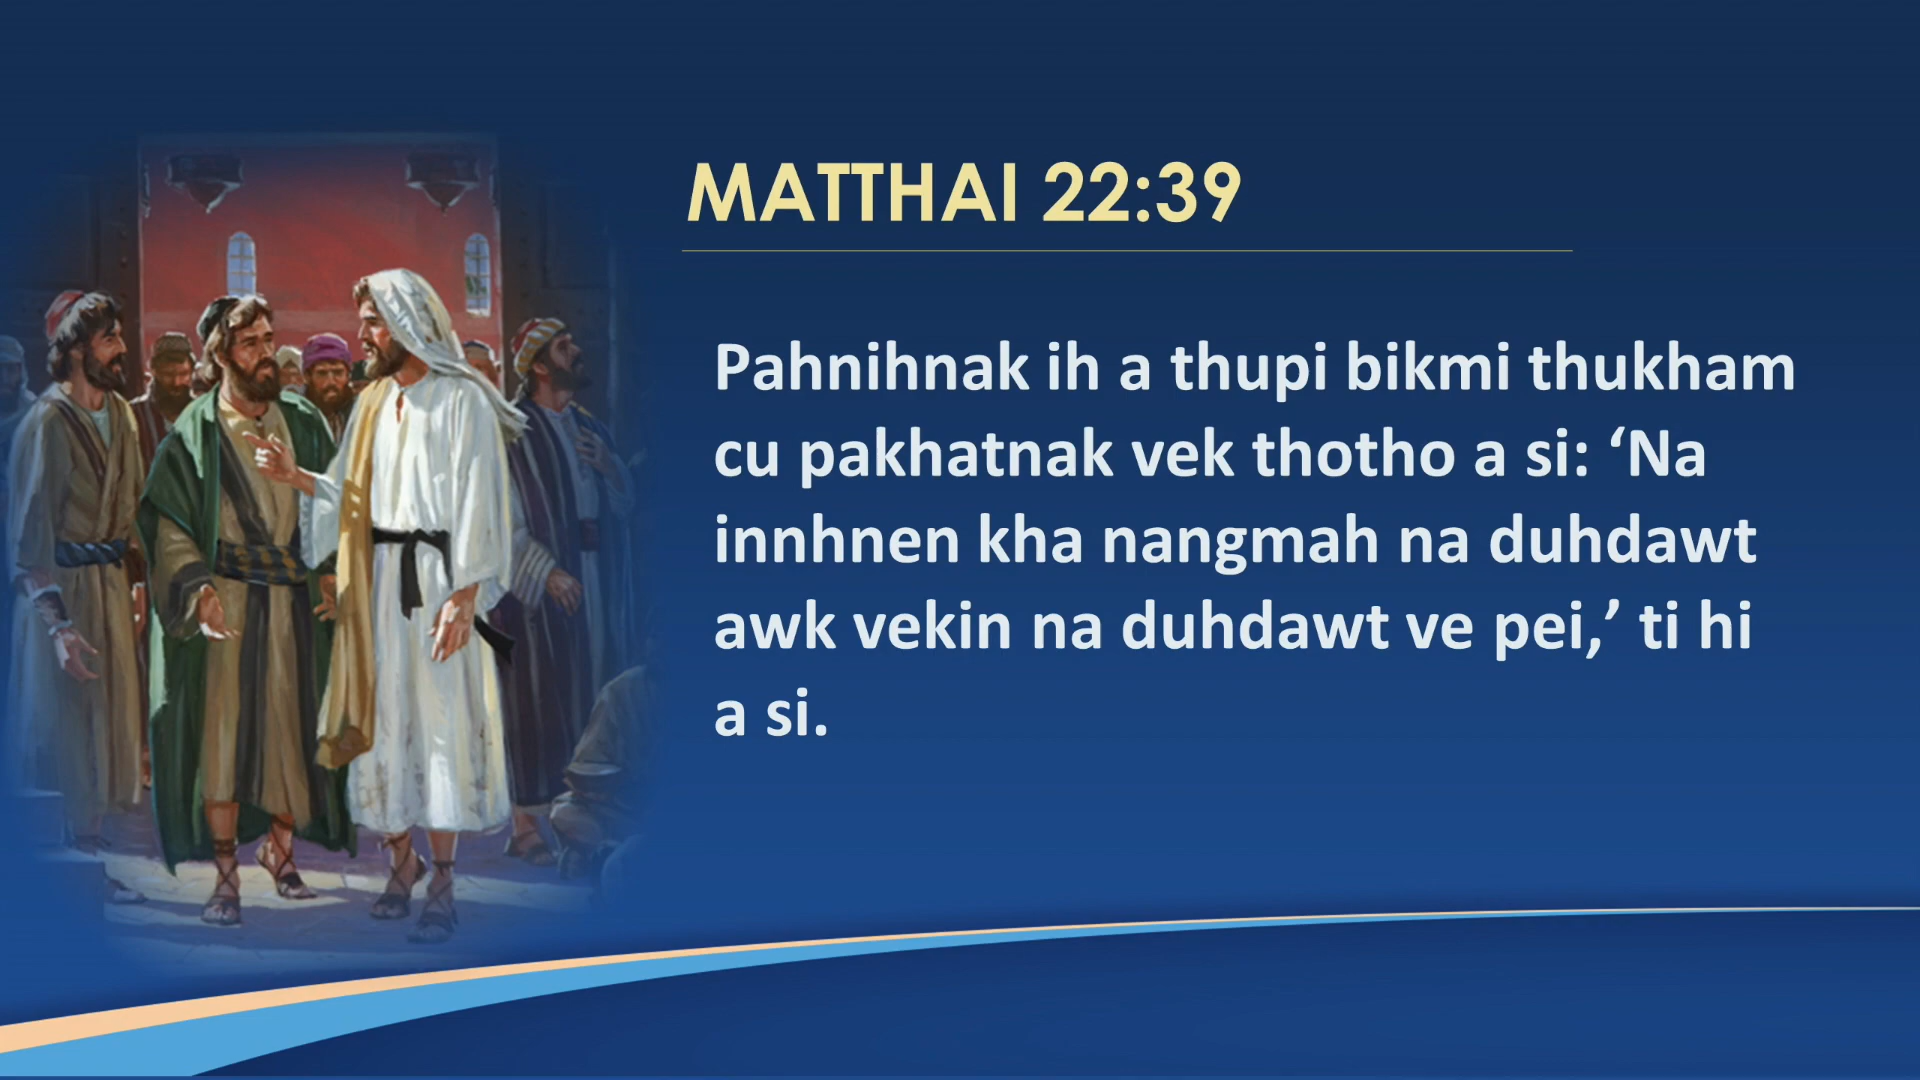 MATTHAI 22:39
Pahnihnak ih a thupi bikmi thukham
cu pakhatnak vek thotho a si: ‘Na
innhnen kha nangmah na duhdawt
awk vekin na duhdawt ve pei,’ ti hi
a si.